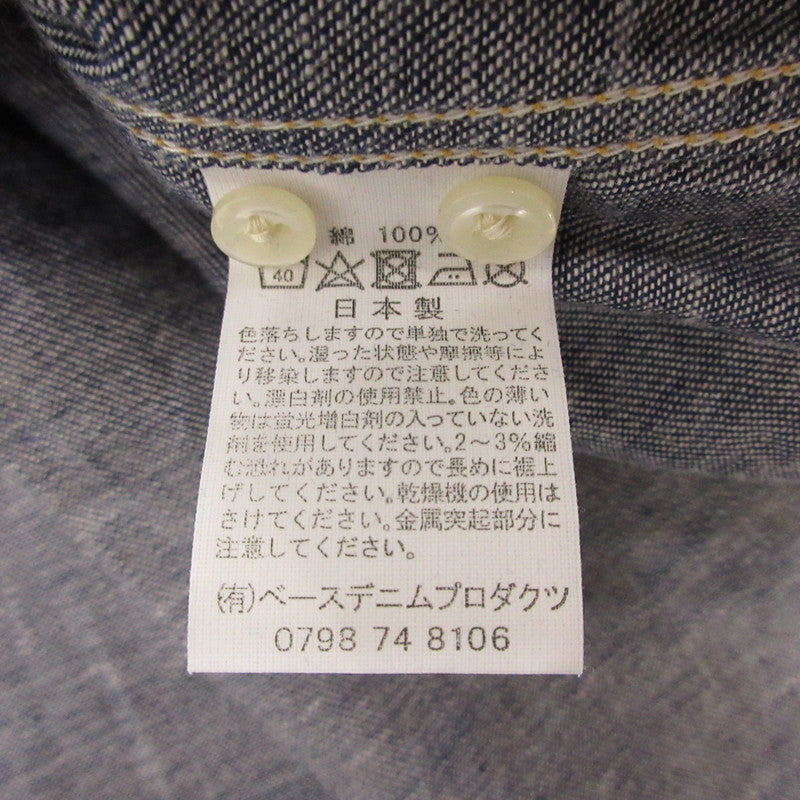 綿 100%
40
日本製
色落ちしますので単独で洗ってく
ださい。湿った状態や摩擦等によ
り移染しますので注意してくださ
い。漂白剤の使用禁止。色の薄い
物は蛍光増白剤の入っていない洗
剤を使用してください。2〜3%縮
む恐れがありますので長めに裾上
げしてください。乾燥機の使用は
さけてください。金属突起部分に
注意してください。
(有)ベースデニムプロダクツ
0798 74 8106